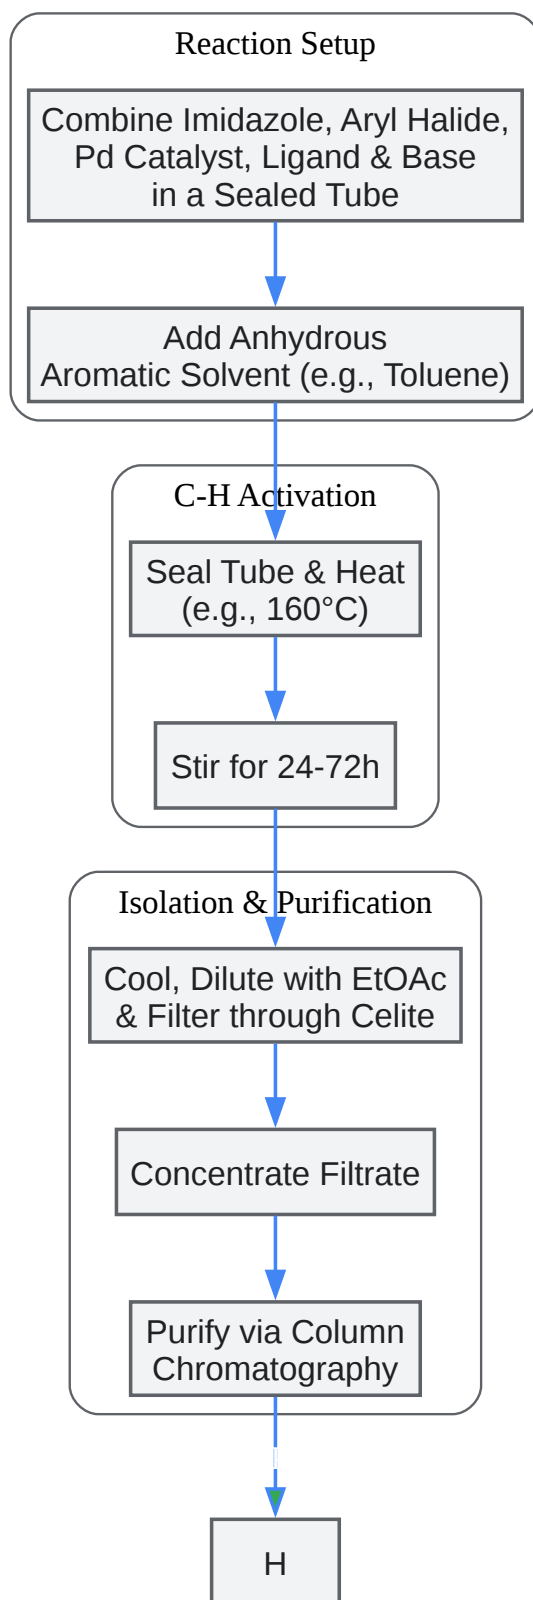 Reaction Setup
Combine Imidazole, Aryl Halide,
Pd Catalyst, Ligand & Base
in a Sealed Tube
Add Anhydrous
Aromatic Solvent (e.g., Toluene)
C-H Activation
Seal Tube & Heat
(e.g., 160°C)
Stir for 24-72h
Isolation & Purification
Cool, Dilute with EtOAc
& Filter through Celite
Concentrate Filtrate
Purify via Column
Chromatography
H